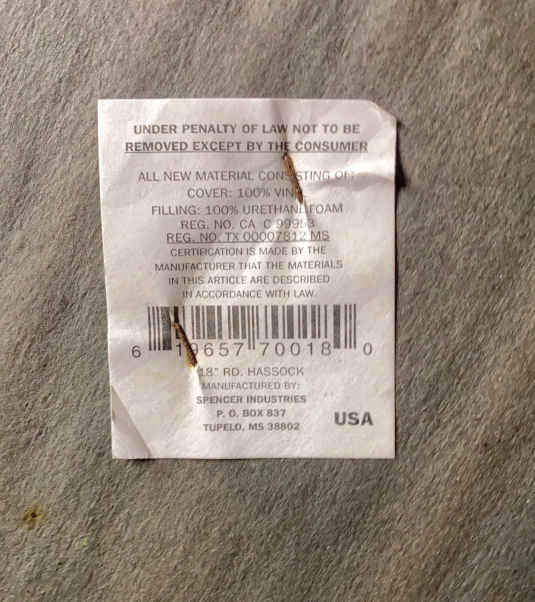 UNDER PENALTY OF LAW NOT TO BE
REMOVED EXCEPT BY THE CONSUMER
ALL NEW MATERIAL CONSISTING OF:
COVER: 100% VINYL
FILLING: 100% URETHANE FOAM
REG. NO. CA C 99953
REG. NO. TX 00007812 MS
CERTIFICATION IS MADE BY THE
MANUFACTURER THAT THE MATERIALS
IN THIS ARTICLE ARE DESCRIBED
IN ACCORDANCE WITH LAW.
6 19657 70018 0
18" RD. HASSOCK
MANUFACTURED BY:
SPENCER INDUSTRIES
P. O. BOX 837
TUPELO, MS 38802
USA